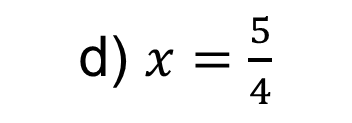 d) x = 5/4